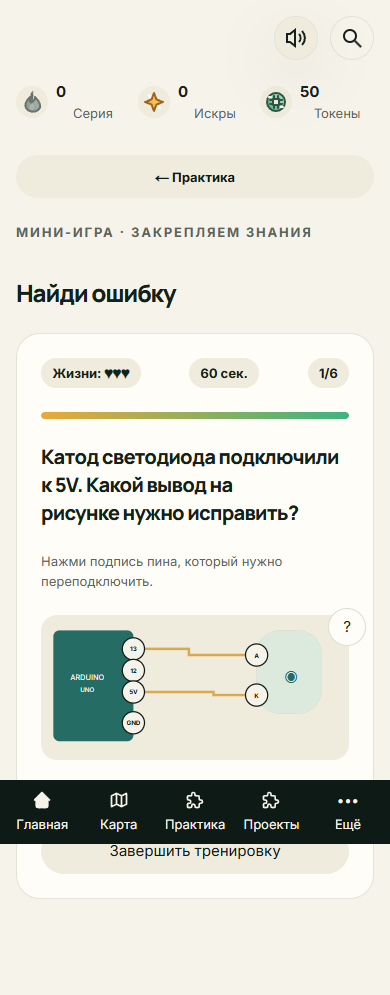 0
Серия
0
Искры
50
Токены
← Практика
МИНИ-ИГРА · ЗАКРЕПЛЯЕМ ЗНАНИЯ
Найди ошибку
Жизни: ♥♥♥
60 сек.
1/6
Катод светодиода подключили
к 5V. Какой вывод на
рисунке нужно исправить?
Нажми подпись пина, который нужно
переподключить.
?
13
A
ARDUINO
12
UNO
5V
K
GND
Главная
Карта
Практика
Проекты
Ещё
Завершить тренировку